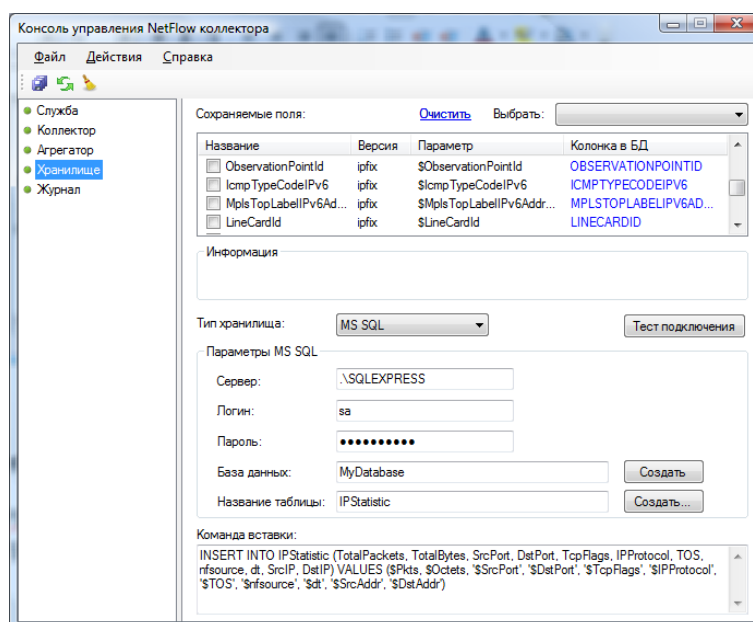 Консоль управления NetFlow коллектора
Файл Действия Справка
Служба
Коллектор
Агрегатор
Хранилище
Журнал
Сохраняемые поля: Очистить Выбрать:
Название Версия Параметр Колонка в БД
ObservationPointId ipfix $ObservationPointId OBSERVATIONPOINTID
IcmpTypeCodeIPv6 ipfix $IcmpTypeCodeIPv6 ICMPTYPECODEIPV6
MplsTopLabelIPv6Ad... ipfix $MplsTopLabelIPv6Addr... MPLSTOPLABELIPV6AD...
LineCardId ipfix $LineCardId LINECARDID
Информация
Тип хранилища: MS SQL Тест подключения
Параметры MS SQL
Сервер: .\SQLEXPRESS
Логин: sa
Пароль: ●●●●●●●●●●
База данных: MyDatabase Создать
Название таблицы: IPStatistic Создать...
Команда вставки:
INSERT INTO IPStatistic (TotalPackets, TotalBytes, SrcPort, DstPort, TcpFlags, IPProtocol, TOS,
nfsource, dt, SrcIP, DstIP) VALUES ($Pkts, $Octets, '$SrcPort', '$DstPort', '$TcpFlags', '$IPProtocol',
'$TOS', '$nfsource', '$dt', '$SrcAddr', '$DstAddr')